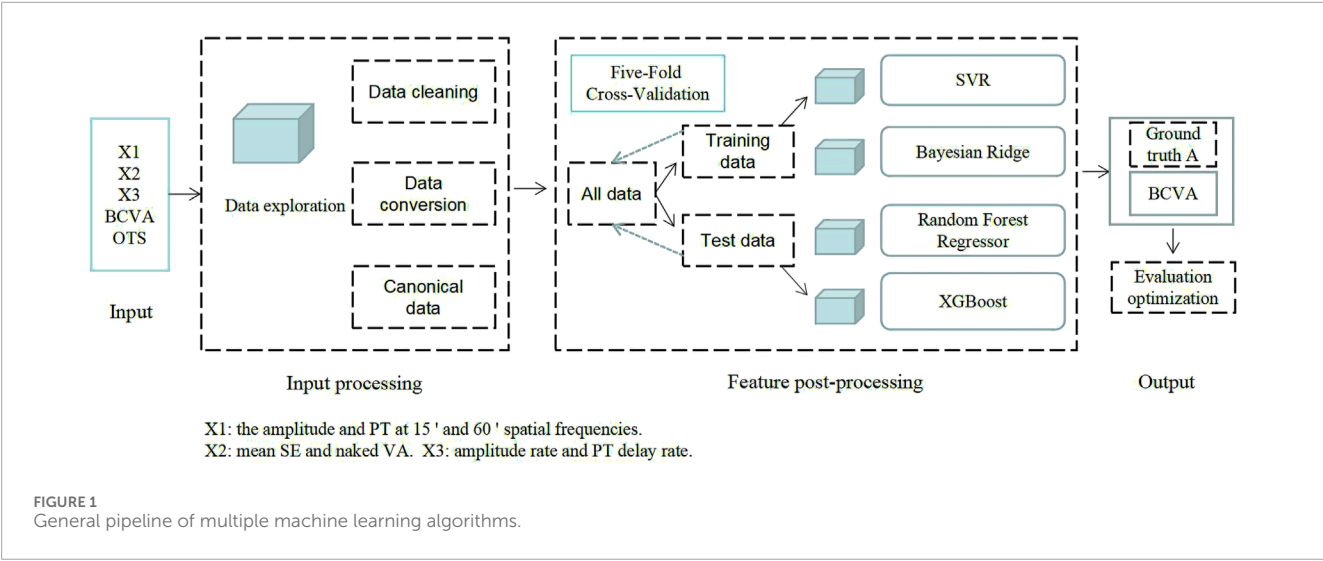 X1
X2
X3
BCVA
OTS
Input
Data exploration
Data cleaning
Data
conversion
Canonical
data
Input processing
Five-Fold
Cross-Validation
All data
Training
data
Test data
SVR
Bayesian Ridge
Random Forest
Regressor
XGBoost
Feature post-processing
Ground
truth A
BCVA
Evaluation
optimization
Output
X1: the amplitude and PT at 15 ' and 60 ' spatial frequencies.
X2: mean SE and naked VA. X3: amplitude rate and PT delay rate.
FIGURE 1
General pipeline of multiple machine learning algorithms.